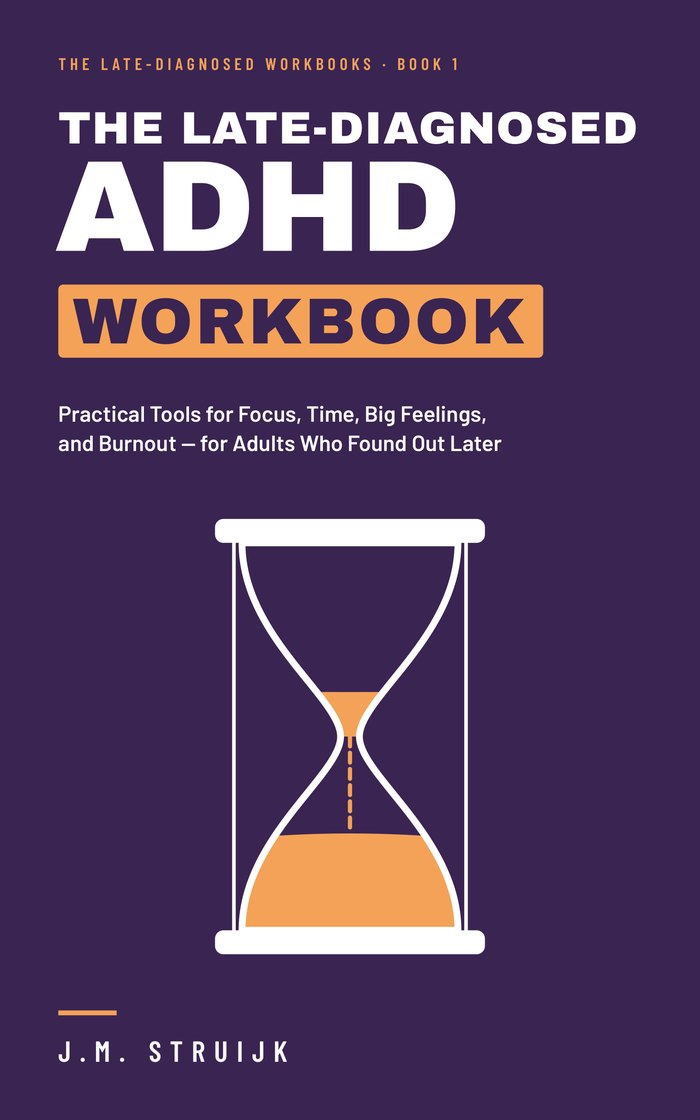 THE LATE-DIAGNOSED WORKBOOKS · BOOK 1
THE LATE-DIAGNOSED
ADHD
WORKBOOK
Practical Tools for Focus, Time, Big Feelings,
and Burnout — for Adults Who Found Out Later
J.M. STRUIJK